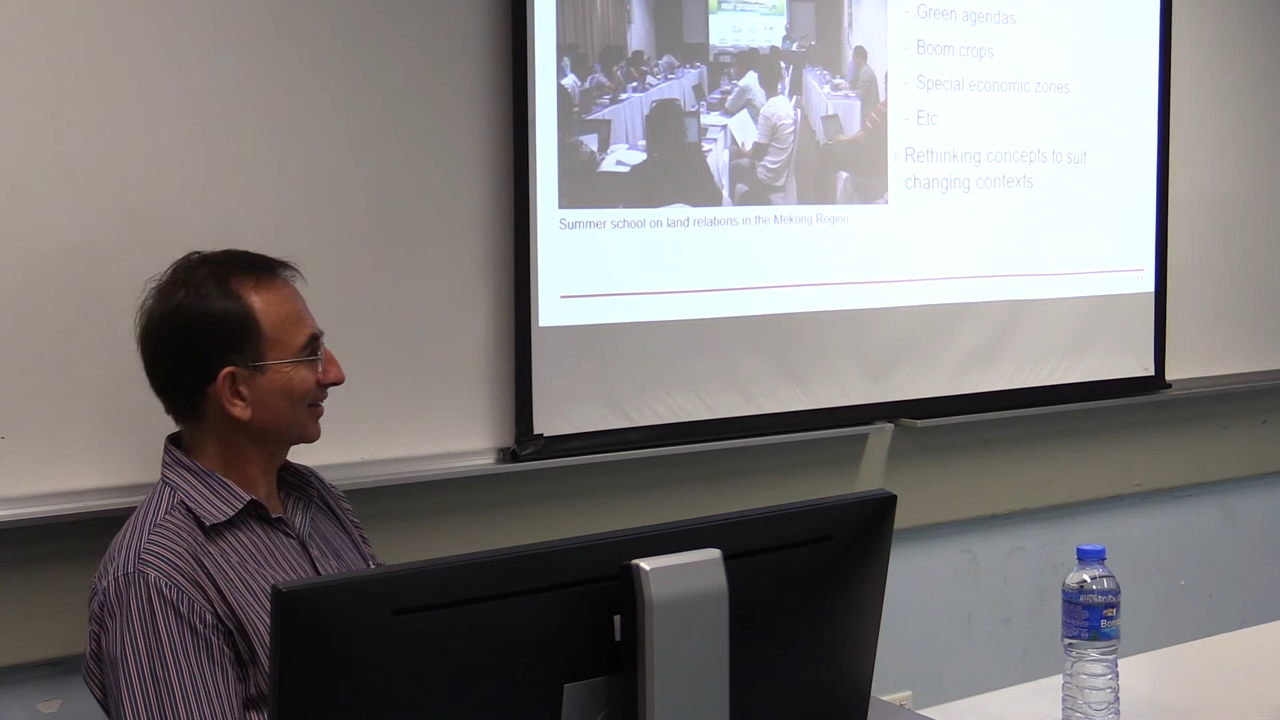 - Green agendas
- Boom crops
- Special economic zones
- Etc
Rethinking concepts to suit
changing contexts
Summer school on land relations in the Mekong Region